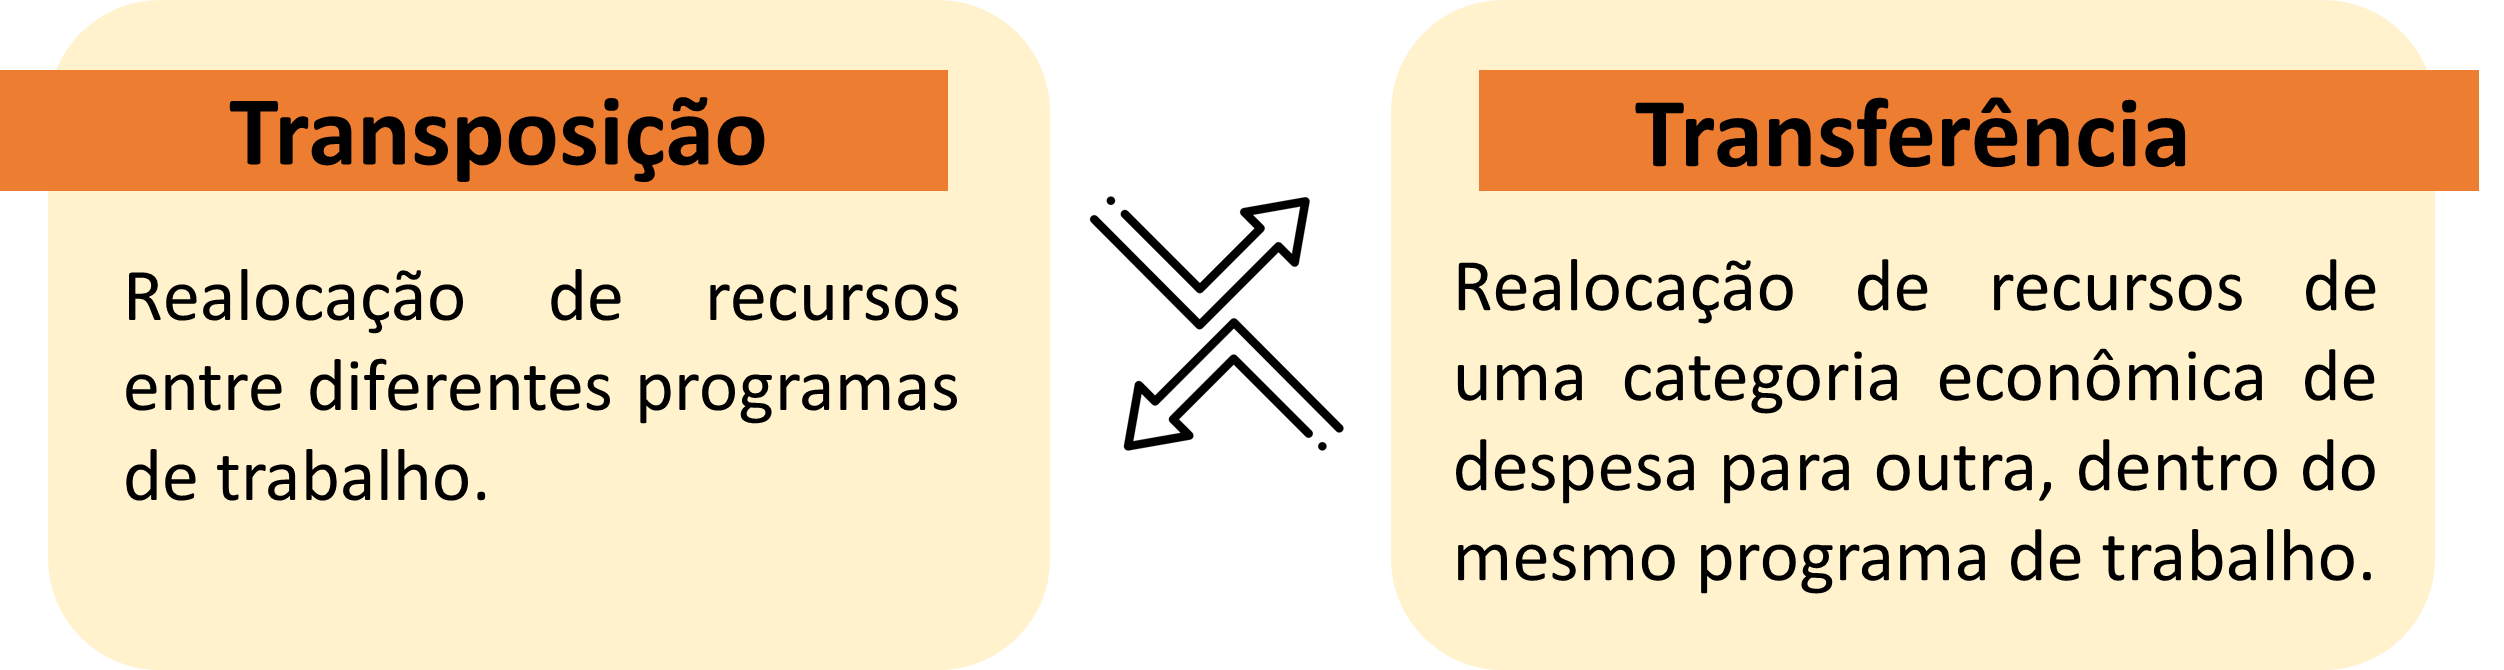 Transposição
Realocação de recursos
entre diferentes programas
de trabalho.
Transferência
Realocação de recursos de
uma categoria econômica de
despesa para outra, dentro do
mesmo programa de trabalho.